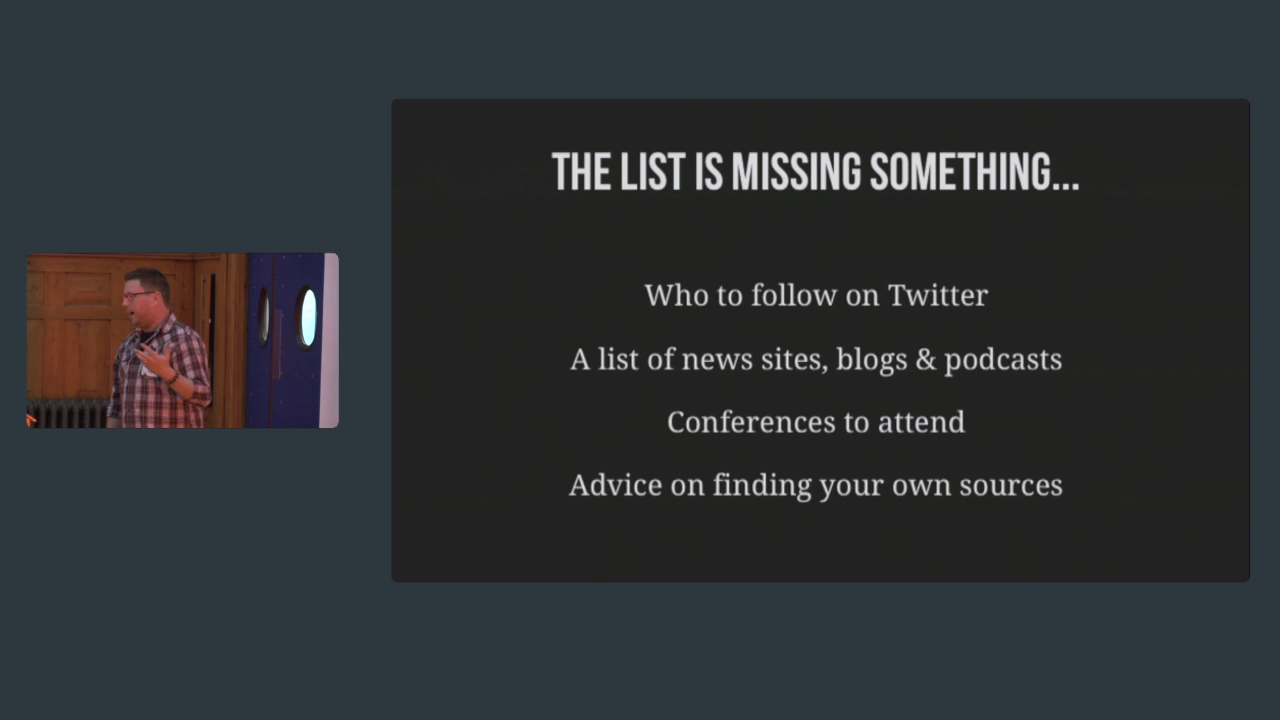 THE LIST IS MISSING SOMETHING...
Who to follow on Twitter
A list of news sites, blogs & podcasts
Conferences to attend
Advice on finding your own sources